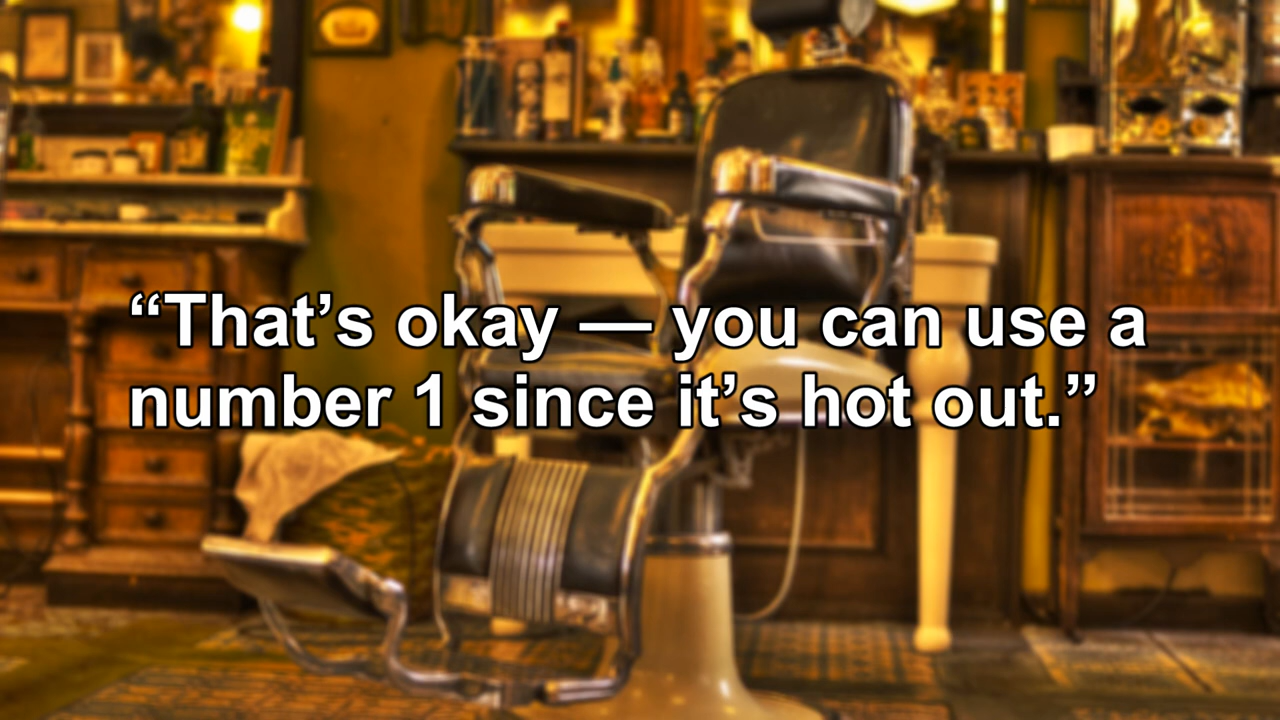 “That’s okay — you can use a
number 1 since it’s hot out.”